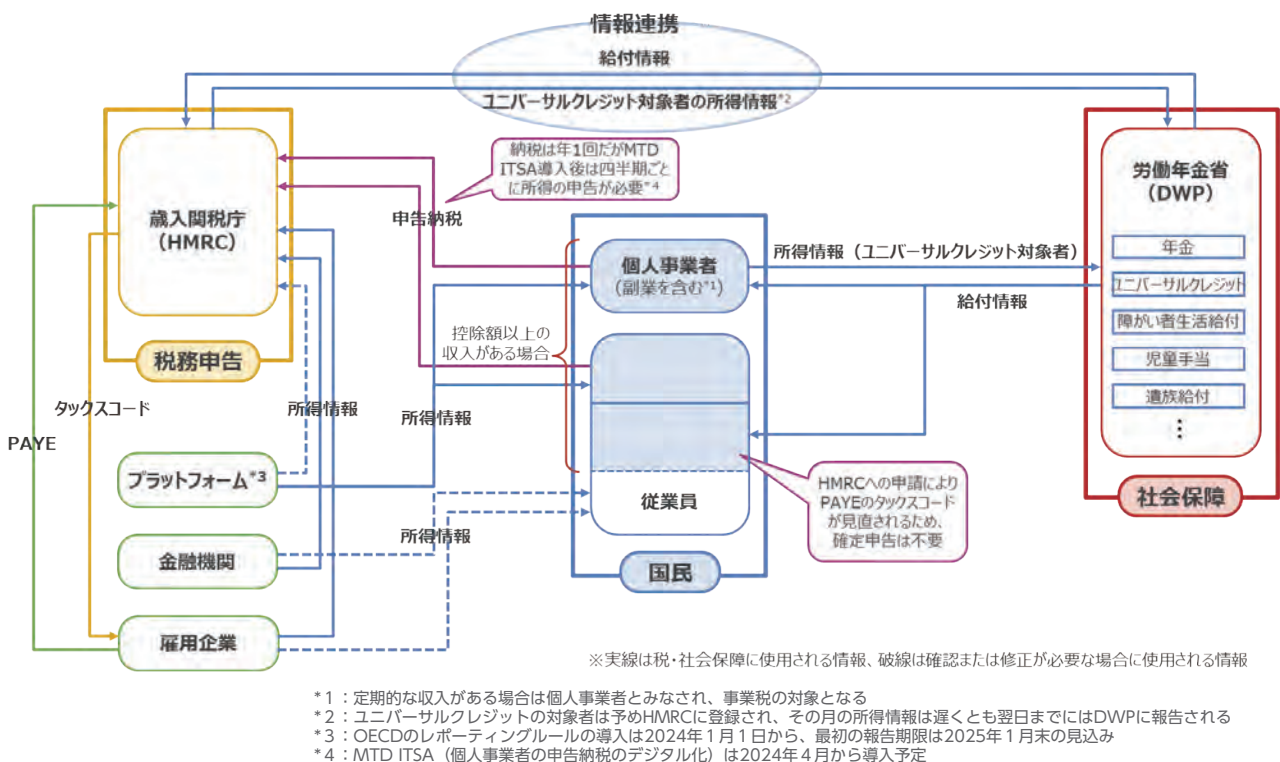 情報連携
給付情報
ユニバーサルクレジット対象者の所得情報*2
納税は年1回だがMTD
ITSA導入後は四半期ごと
に所得の申告が必要*4
歳入関税庁
（HMRC）
税務申告
申告納税
労働年金省
（DWP）
年金
ユニバーサルクレジット
障がい者生活給付
児童手当
遺族給付
⋮
社会保障
個人事業者
（副業を含む*1）
所得情報（ユニバーサルクレジット対象者）
給付情報
控除額以上の
収入がある場合
タックスコード
所得情報
所得情報
PAYE
プラットフォーム*3
従業員
HMRCへの申請により
PAYEのタックスコード
が見直されるため、
確定申告は不要
所得情報
金融機関
国民
雇用企業
※実線は税・社会保障に使用される情報、破線は確認または修正が必要な場合に使用される情報
*1：定期的な収入がある場合は個人事業者とみなされ、事業税の対象となる
*2：ユニバーサルクレジットの対象者は予めHMRCに登録され、その月の所得情報は遅くとも翌日までにはDWPに報告される
*3：OECDのレポーティングルールの導入は2024年1月1日から、最初の報告期限は2025年1月末の見込み
*4：MTD ITSA（個人事業者の申告納税のデジタル化）は2024年4月から導入予定